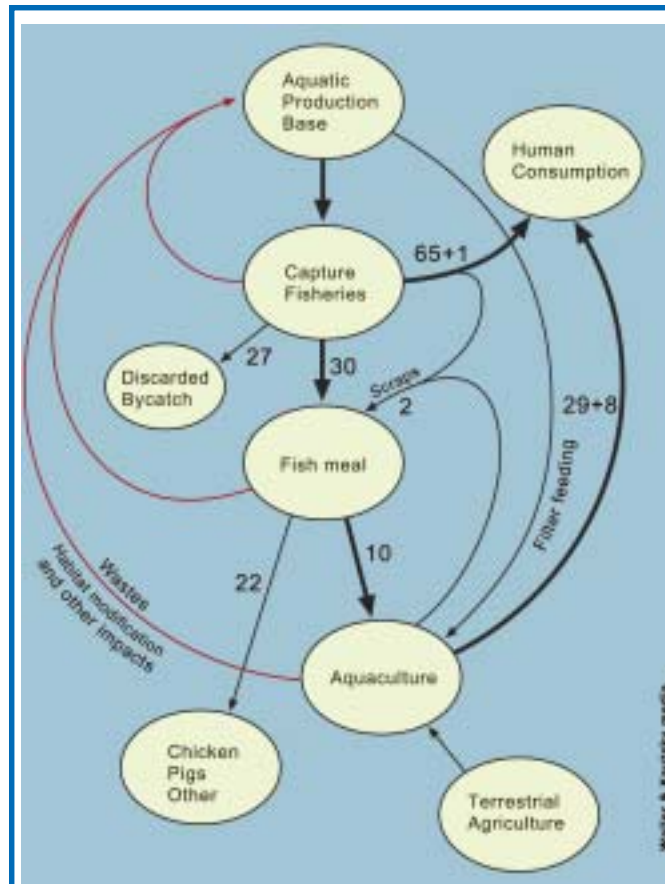 Aquatic
Production
Base
Human
Consumption
65+1
Capture
Fisheries
27
30
Scraps
2
Discarded
Bycatch
29+8
Fish meal
Filter feeding
10
22
Wastes
Habitat modification
and other impacts
Aquaculture
Chicken
Pigs
Other
Terrestrial
Agriculture